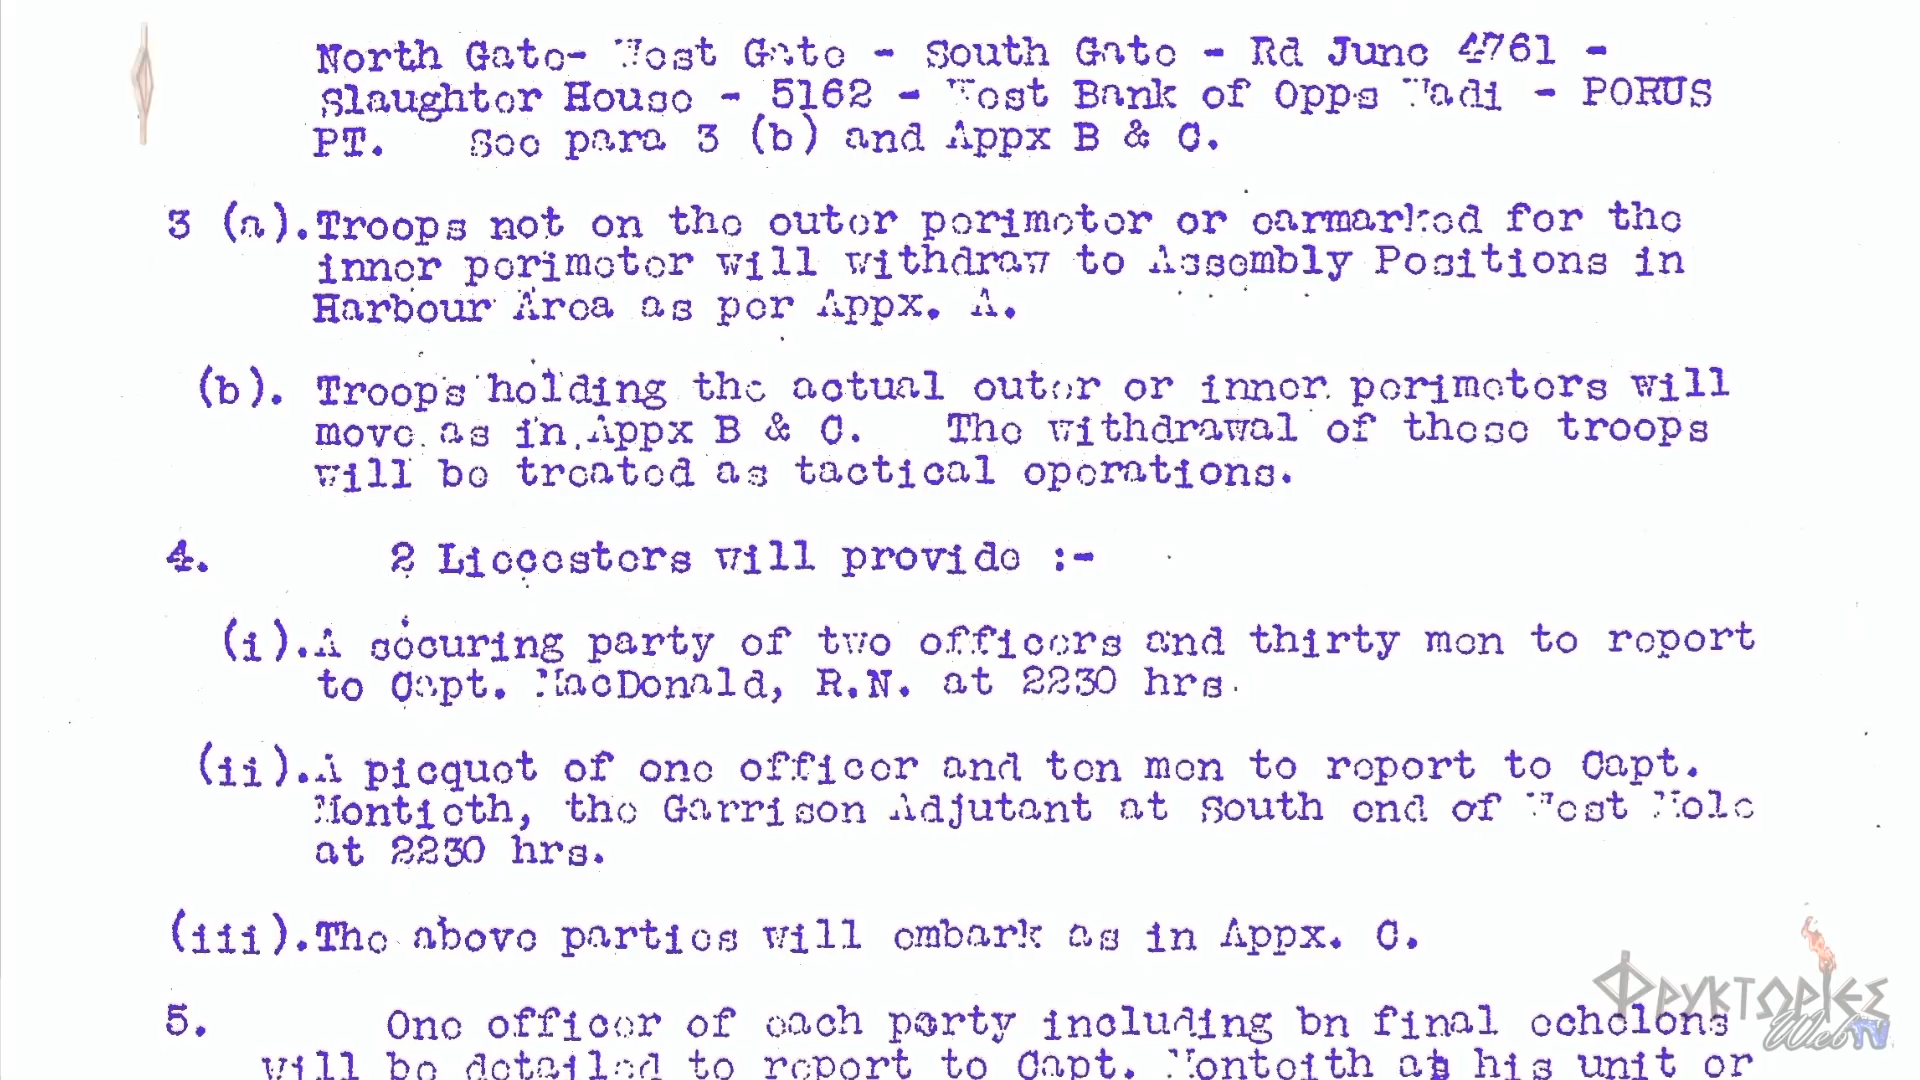 North Gate- West Gate - South Gate - Rd Junc 4761 -
Slaughter House - 5162 - West Bank of Opps Wadi - PORUS
PT. See para 3 (b) and Appx B & C.
3 (a). Troops not on the outer perimeter or earmarked for the
inner perimeter will withdraw to Assembly Positions in
Harbour Area as per Appx. A.
(b). Troops holding the actual outer or inner perimeters will
move as in Appx B & C. The withdrawal of these troops
will be treated as tactical operations.
4. 2 Liecesters will provide :-
(i). A securing party of two officers and thirty men to report
to Capt. MacDonald, R.N. at 2230 hrs.
(ii). A picquet of one officer and ten men to report to Capt.
Montieth, the Garrison Adjutant at South end of West Mole
at 2230 hrs.
(iii). The above parties will embark as in Appx. C.
5. One officer of each party including bn final echelons
will be detailed to report to Capt. Monteith at his unit or
ΦΡΥΚΤΩΡΙΕΣ
Web TV